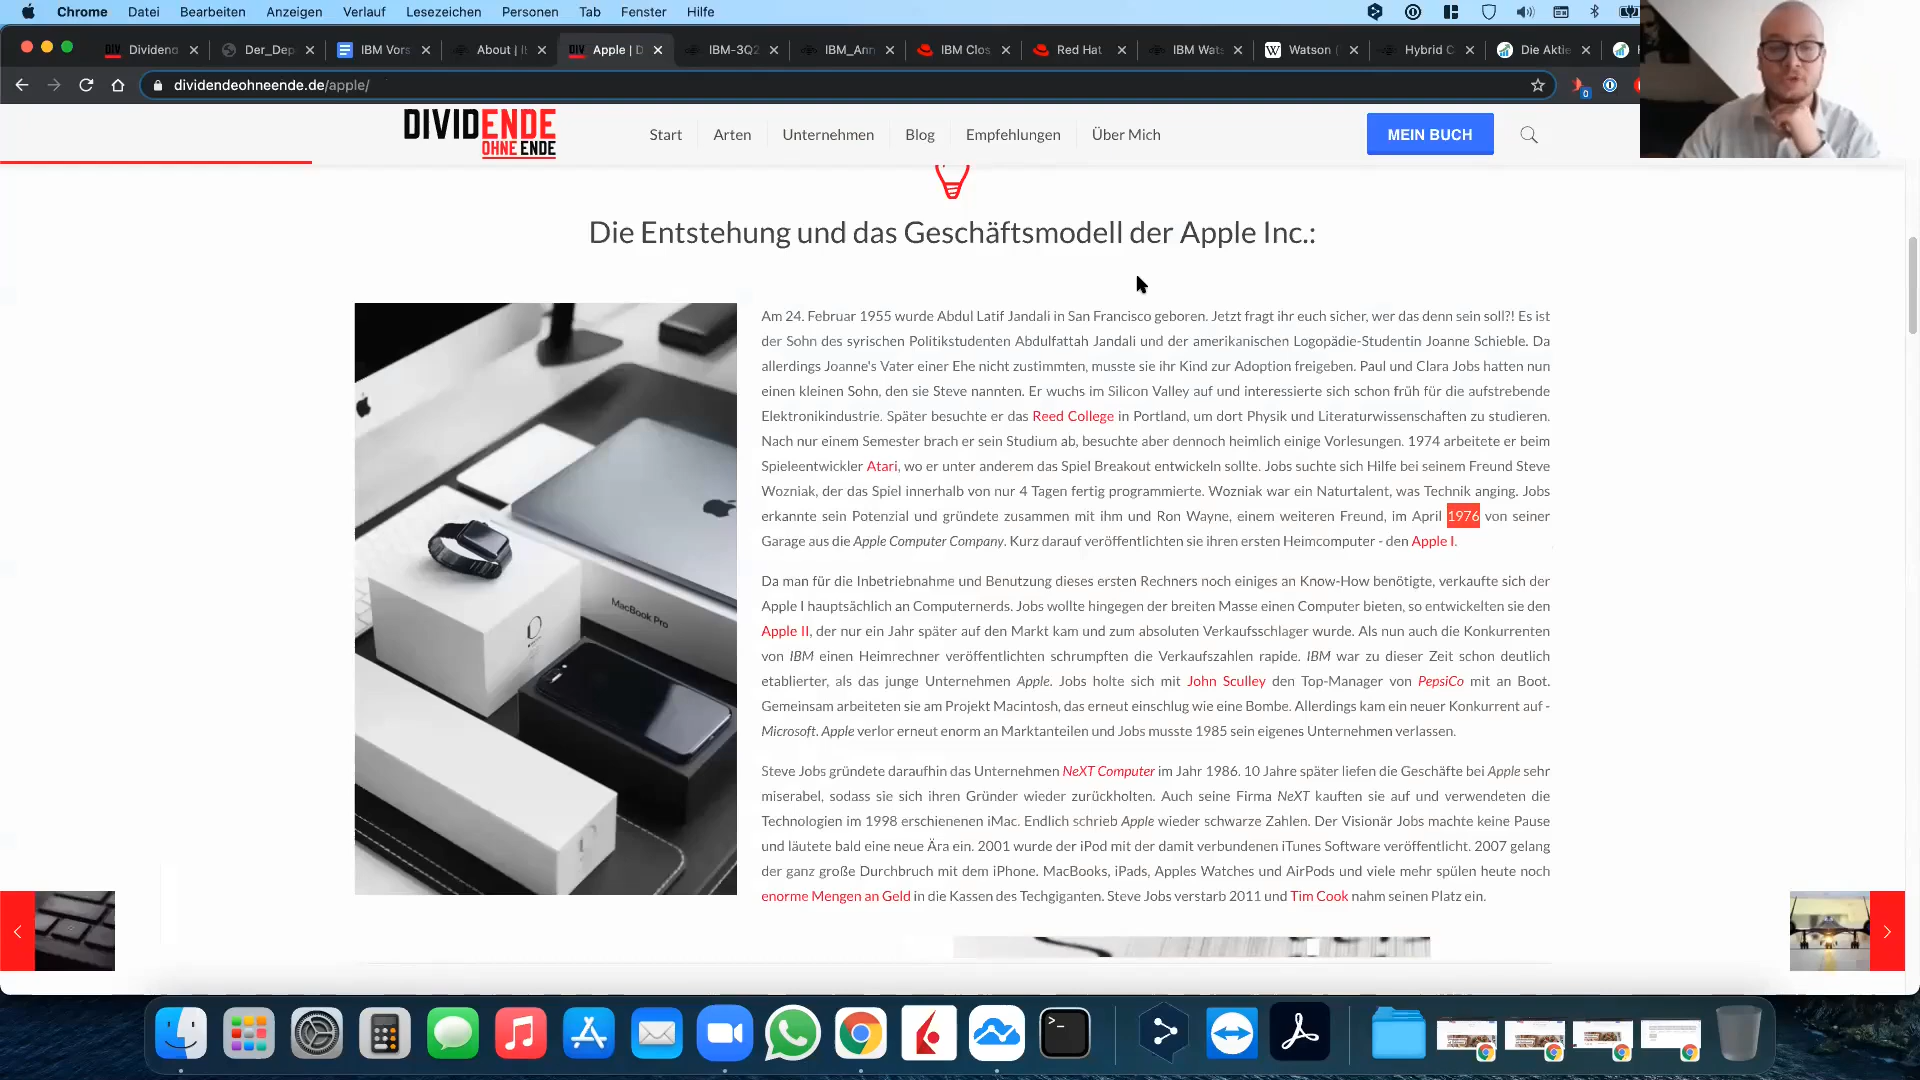 Chrome Datei Bearbeiten Anzeigen Verlauf Lesezeichen Personen Tab Fenster Hilfe
Dividend Der_Dep IBM Vors About | I Apple | D IBM-3Q2 IBM_Ann IBM Clos Red Hat IBM Wats Watson Hybrid C Die Aktie
dividendeohneende.de/apple/
0
DIVIDENDE
OHNE ENDE
Start Arten Unternehmen Blog Empfehlungen Über Mich MEIN BUCH
Die Entstehung und das Geschäftsmodell der Apple Inc.:
Am 24. Februar 1955 wurde Abdul Latif Jandali in San Francisco geboren. Jetzt fragt ihr euch sicher, wer das denn sein soll?! Es ist
der Sohn des syrischen Politikstudenten Abdulfattah Jandali und der amerikanischen Logopädie-Studentin Joanne Schieble. Da
allerdings Joanne's Vater einer Ehe nicht zustimmten, musste sie ihr Kind zur Adoption freigeben. Paul und Clara Jobs hatten nun
einen kleinen Sohn, den sie Steve nannten. Er wuchs im Silicon Valley auf und interessierte sich schon früh für die aufstrebende
Elektronikindustrie. Später besuchte er das Reed College in Portland, um dort Physik und Literaturwissenschaften zu studieren.
Nach nur einem Semester brach er sein Studium ab, besuchte aber dennoch heimlich einige Vorlesungen. 1974 arbeitete er beim
Spieleentwickler Atari, wo er unter anderem das Spiel Breakout entwickeln sollte. Jobs suchte sich Hilfe bei seinem Freund Steve
Wozniak, der das Spiel innerhalb von nur 4 Tagen fertig programmierte. Wozniak war ein Naturtalent, was Technik anging. Jobs
erkannte sein Potenzial und gründete zusammen mit ihm und Ron Wayne, einem weiteren Freund, im April 1976 von seiner
Garage aus die Apple Computer Company. Kurz darauf veröffentlichten sie ihren ersten Heimcomputer - den Apple I.
Da man für die Inbetriebnahme und Benutzung dieses ersten Rechners noch einiges an Know-How benötigte, verkaufte sich der
Apple I hauptsächlich an Computernerds. Jobs wollte hingegen der breiten Masse einen Computer bieten, so entwickelten sie den
Apple II, der nur ein Jahr später auf den Markt kam und zum absoluten Verkaufsschlager wurde. Als nun auch die Konkurrenten
von IBM einen Heimrechner veröffentlichten schrumpften die Verkaufszahlen rapide. IBM war zu dieser Zeit schon deutlich
etablierter, als das junge Unternehmen Apple. Jobs holte sich mit John Sculley den Top-Manager von PepsiCo mit an Boot.
Gemeinsam arbeiteten sie am Projekt Macintosh, das erneut einschlug wie eine Bombe. Allerdings kam ein neuer Konkurrent auf -
Microsoft. Apple verlor erneut enorm an Marktanteilen und Jobs musste 1985 sein eigenes Unternehmen verlassen.
Steve Jobs gründete daraufhin das Unternehmen NeXT Computer im Jahr 1986. 10 Jahre später liefen die Geschäfte bei Apple sehr
miserabel, sodass sie sich ihren Gründer wieder zurückholten. Auch seine Firma NeXT kauften sie auf und verwendeten die
Technologien im 1998 erschienenen iMac. Endlich schrieb Apple wieder schwarze Zahlen. Der Visionär Jobs machte keine Pause
und läutete bald eine neue Ära ein. 2001 wurde der iPod mit der damit verbundenen iTunes Software veröffentlicht. 2007 gelang
der ganz große Durchbruch mit dem iPhone. MacBooks, iPads, Apples Watches und AirPods und viele mehr spülen heute noch
enorme Mengen an Geld in die Kassen des Techgiganten. Steve Jobs verstarb 2011 und Tim Cook nahm seinen Platz ein.
MacBook Pro